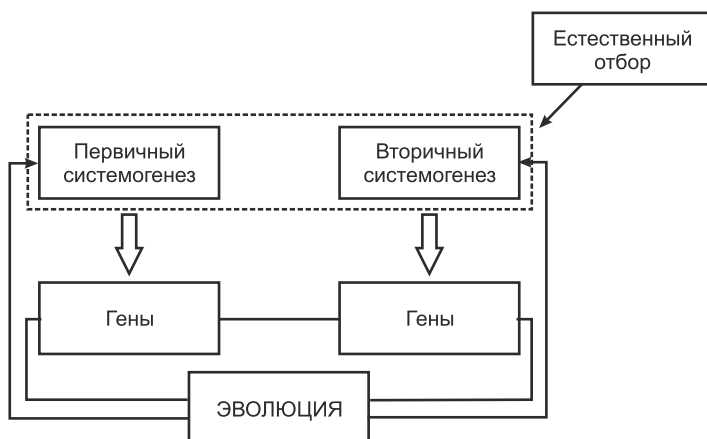 Естественный
отбор
Первичный
системогенез
Вторичный
системогенез
Гены
Гены
ЭВОЛЮЦИЯ